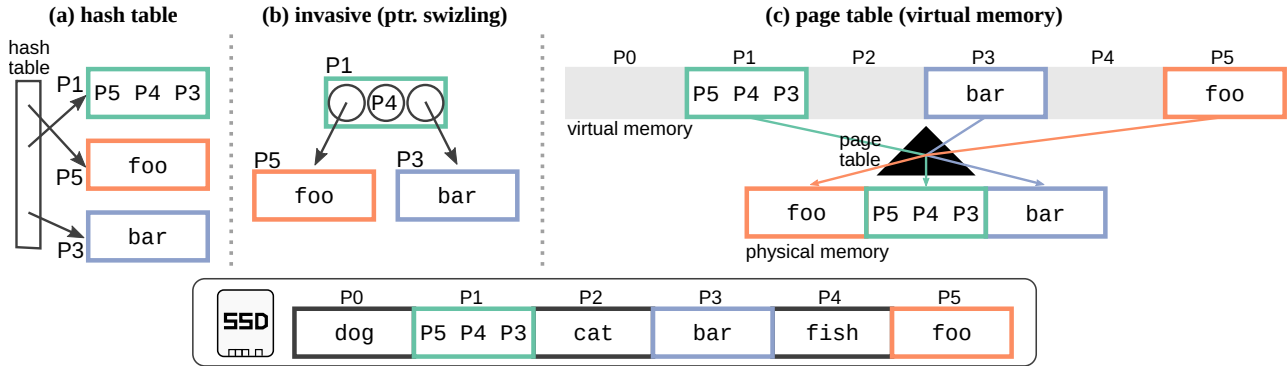 (a) hash table
hash
table
P1
P5 P4 P3
foo
P5
bar
P3
(b) invasive (ptr. swizling)
P1
P4
P5
P3
foo
bar
(c) page table (virtual memory)
P0 P1 P2 P3 P4 P5
P5 P4 P3 bar foo
virtual memory
page
table
foo P5 P4 P3 bar
physical memory
SSD
P0 P1 P2 P3 P4 P5
dog P5 P4 P3 cat bar fish foo